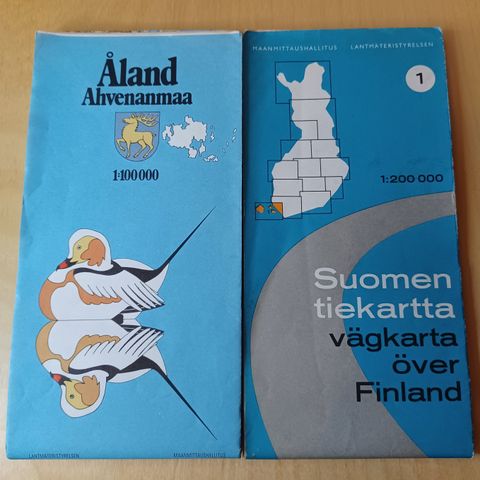 Åland
Ahvenanmaa
1:100 000
LANTMÄTERISTYRELSEN MAANMITTAUSHALLITUS
MAANMITTAUSHALLITUS LANTMÄTERISTYRELSEN
1
1:200 000
Suomen
tiekartta
vägkarta
över
Finland